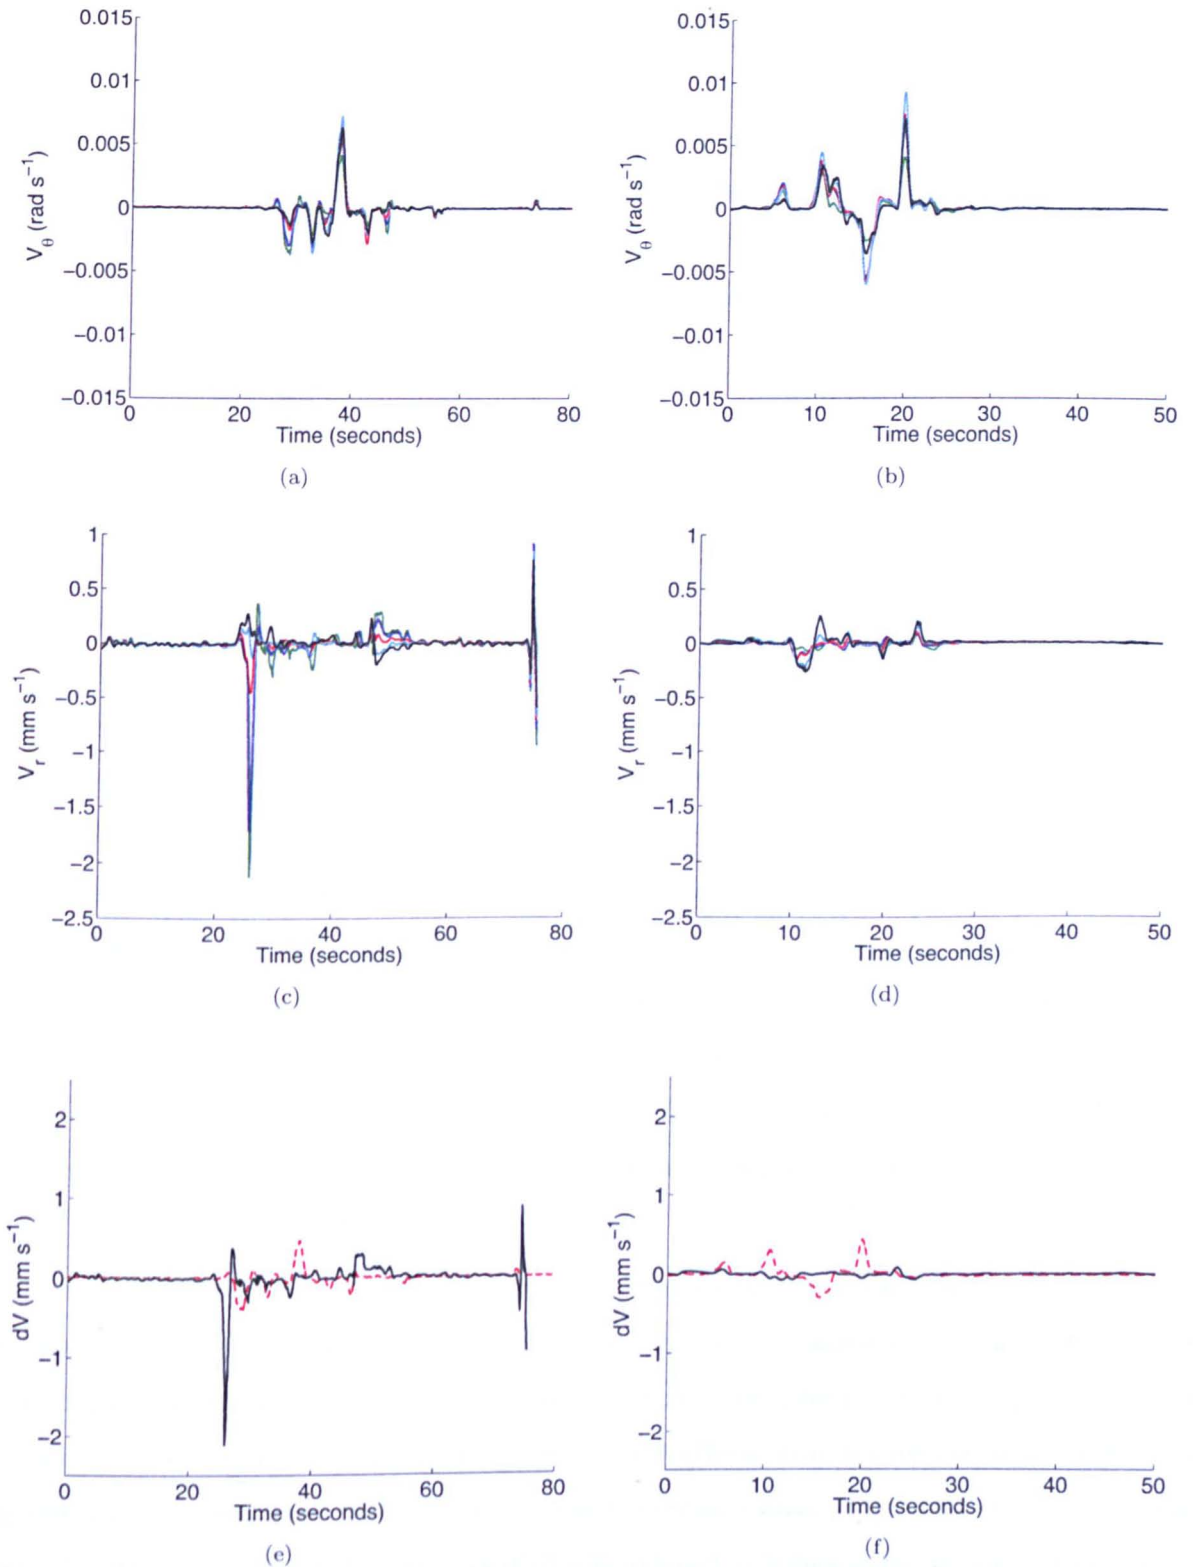 0.015
0.01
0.005
0
−0.005
−0.01
−0.015
V_θ (rad s⁻¹)
0 20 40 60 80
Time (seconds)
(a)
0.015
0.01
0.005
0
−0.005
−0.01
−0.015
V_θ (rad s⁻¹)
0 10 20 30 40 50
Time (seconds)
(b)
1
0.5
0
−0.5
−1
−1.5
−2
−2.5
V_r (mm s⁻¹)
0 20 40 60 80
Time (seconds)
(c)
1
0.5
0
−0.5
−1
−1.5
−2
−2.5
V_r (mm s⁻¹)
0 10 20 30 40 50
Time (seconds)
(d)
2
1
0
−1
−2
dV (mm s⁻¹)
0 20 40 60 80
Time (seconds)
(e)
2
1
0
−1
−2
dV (mm s⁻¹)
0 10 20 30 40 50
Time (seconds)
(f)